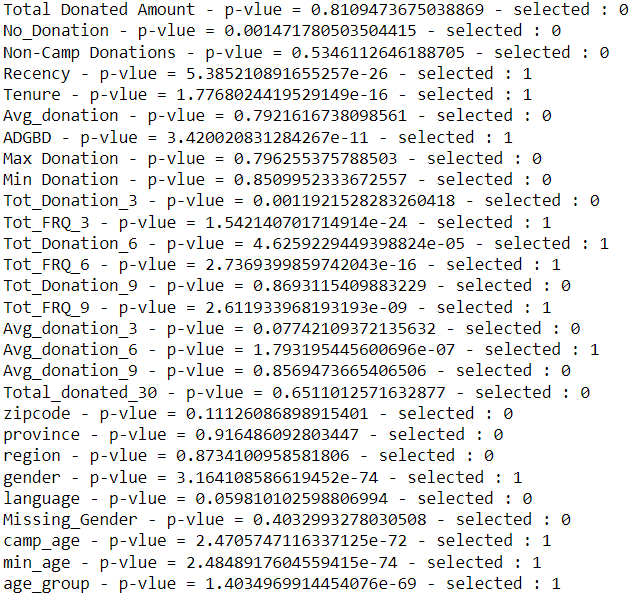 Total Donated Amount - p-vlue = 0.8109473675038869 - selected : 0
No_Donation - p-vlue = 0.001471780503504415 - selected : 0
Non-Camp Donations - p-vlue = 0.5346112646188705 - selected : 0
Recency - p-vlue = 5.385210891655257e-26 - selected : 1
Tenure - p-vlue = 1.7768024419529149e-16 - selected : 1
Avg_donation - p-vlue = 0.7921616738098561 - selected : 0
ADGBD - p-vlue = 3.420020831284267e-11 - selected : 1
Max Donation - p-vlue = 0.796255375788503 - selected : 0
Min Donation - p-vlue = 0.8509952333672557 - selected : 0
Tot_Donation_3 - p-vlue = 0.0011921528283260418 - selected : 0
Tot_FRQ_3 - p-vlue = 1.542140701714914e-24 - selected : 1
Tot_Donation_6 - p-vlue = 4.6259229449398824e-05 - selected : 1
Tot_FRQ_6 - p-vlue = 2.7369399859742043e-16 - selected : 1
Tot_Donation_9 - p-vlue = 0.8693115409883229 - selected : 0
Tot_FRQ_9 - p-vlue = 2.611933968193193e-09 - selected : 1
Avg_donation_3 - p-vlue = 0.07742109372135632 - selected : 0
Avg_donation_6 - p-vlue = 1.793195445600696e-07 - selected : 1
Avg_donation_9 - p-vlue = 0.8569473665406506 - selected : 0
Total_donated_30 - p-vlue = 0.6511012571632877 - selected : 0
zipcode - p-vlue = 0.11126086898915401 - selected : 0
province - p-vlue = 0.916486092803447 - selected : 0
region - p-vlue = 0.8734100958581806 - selected : 0
gender - p-vlue = 3.164108586619452e-74 - selected : 1
language - p-vlue = 0.059810102598806994 - selected : 0
Missing_Gender - p-vlue = 0.4032993278030508 - selected : 0
camp_age - p-vlue = 2.4705747116337125e-72 - selected : 1
min_age - p-vlue = 2.4848917604559415e-74 - selected : 1
age_group - p-vlue = 1.4034969914454076e-69 - selected : 1